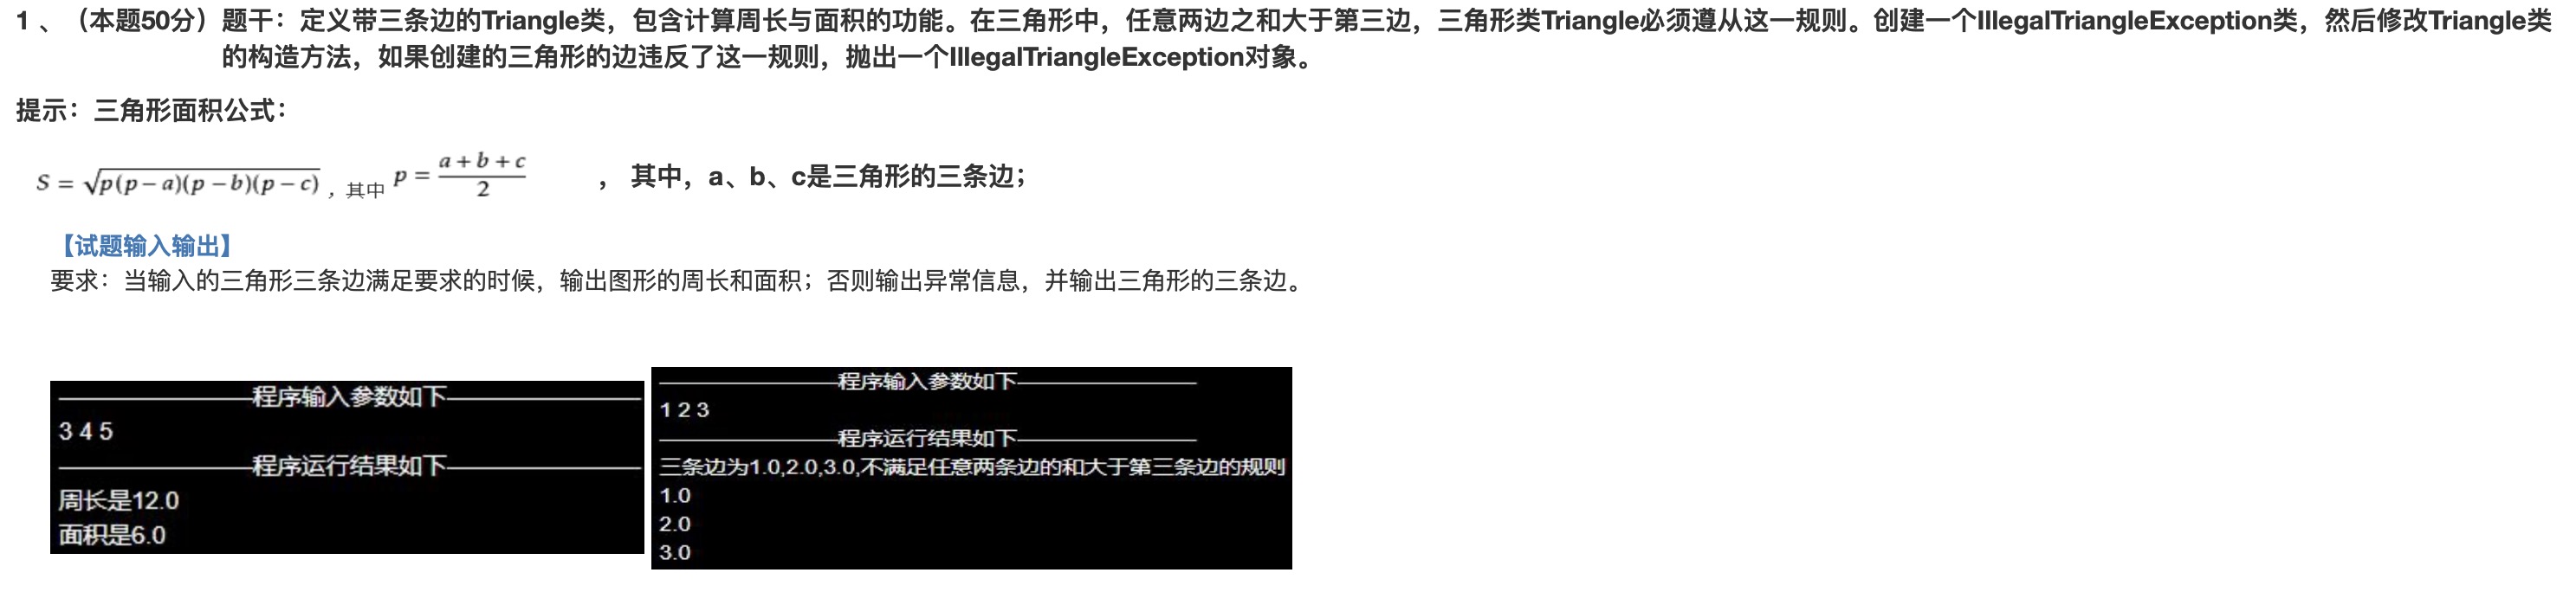 1、（本题50分）题干：定义带三条边的Triangle类，包含计算周长与面积的功能。在三角形中，任意两边之和大于第三边，三角形类Triangle必须遵从这一规则。创建一个IllegalTriangleException类，然后修改Triangle类
的构造方法，如果创建的三角形的边违反了这一规则，抛出一个IllegalTriangleException对象。
提示：三角形面积公式：
S = √p(p − a)(p − b)(p − c) ，其中 p = (a + b + c)/2 ， 其中，a、b、c是三角形的三条边；
【试题输入输出】
要求：当输入的三角形三条边满足要求的时候，输出图形的周长和面积；否则输出异常信息，并输出三角形的三条边。
————————程序输入参数如下————————
3 4 5
————————程序运行结果如下————————
周长是12.0
面积是6.0
————————程序输入参数如下————————
1 2 3
————————程序运行结果如下————————
三条边为1.0,2.0,3.0,不满足任意两条边的和大于第三条边的规则
1.0
2.0
3.0